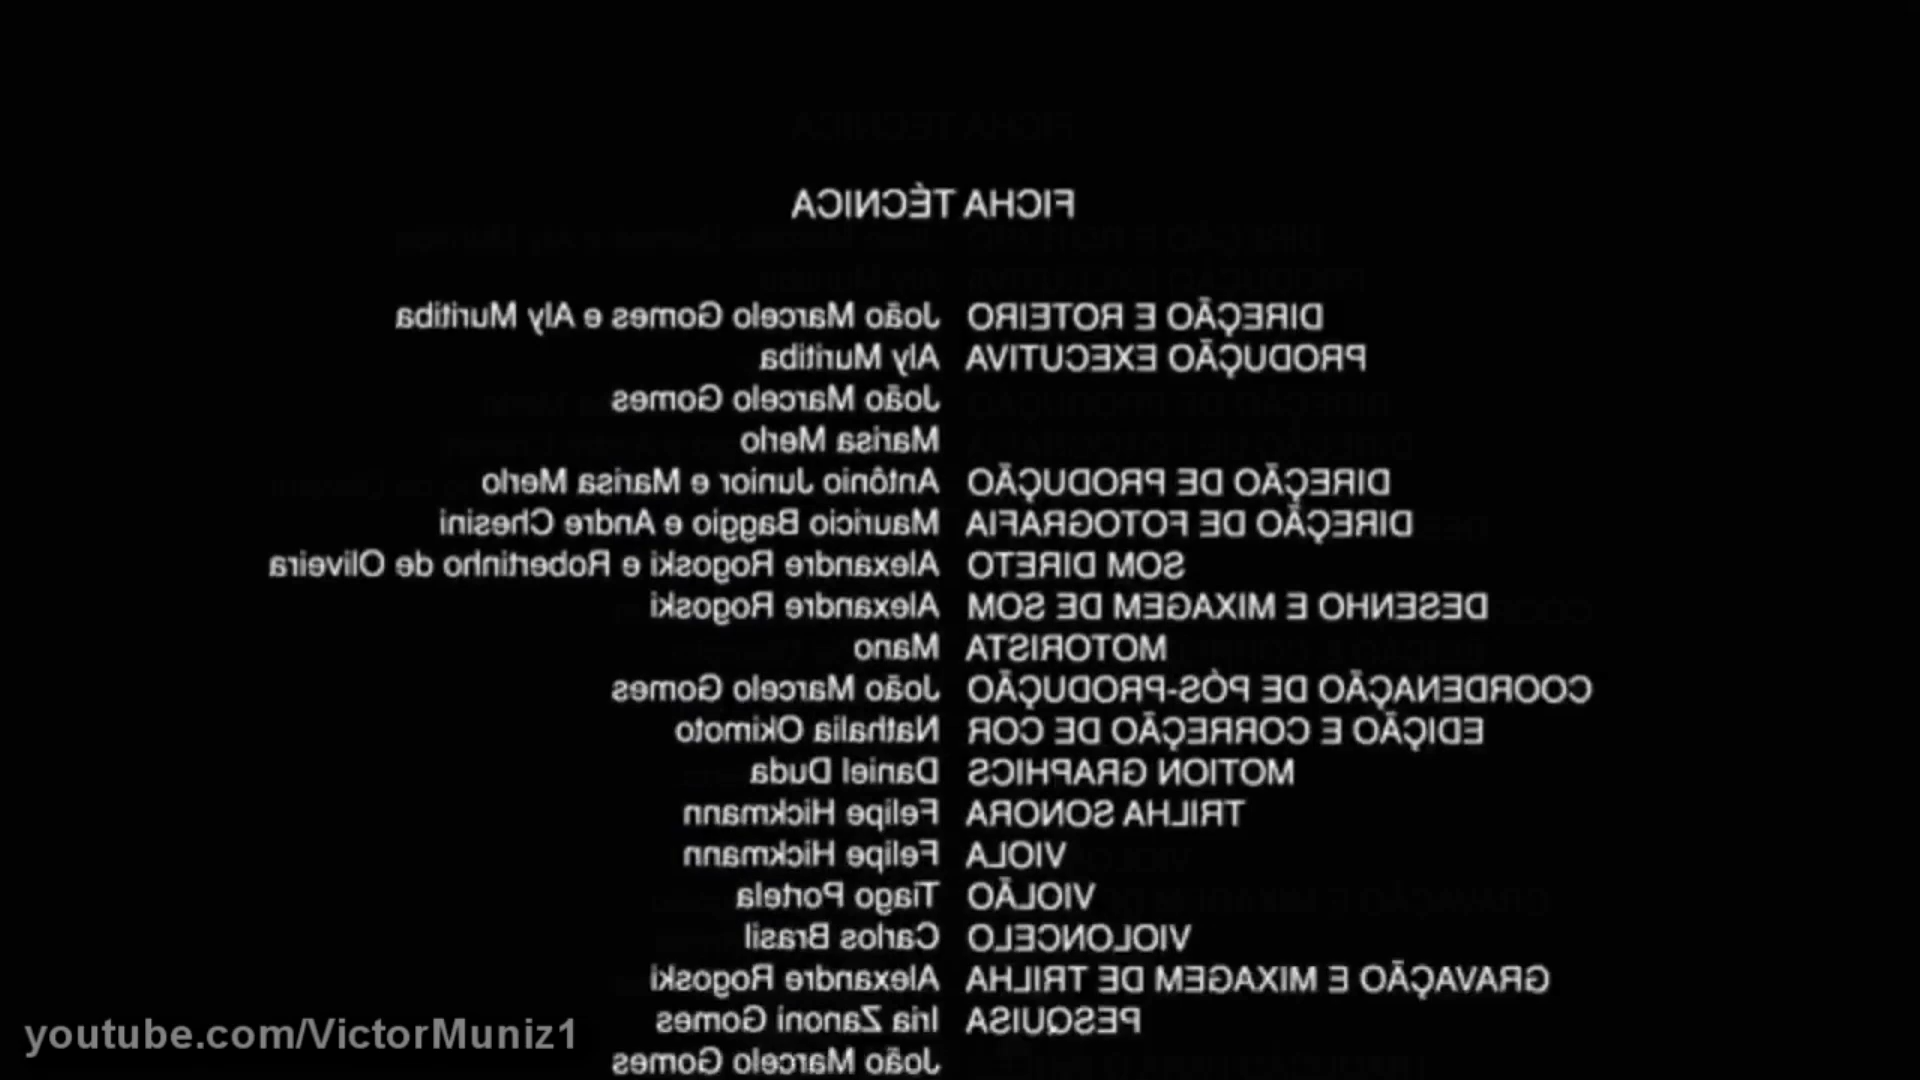 FICHA TÉCNICA
DIREÇÃO E ROTEIRO João Marcelo Gomes e Aly Muritiba
PRODUÇÃO EXECUTIVA Aly Muritiba
João Marcelo Gomes
Marisa Merlo
DIREÇÃO DE PRODUÇÃO Antônio Junior e Marisa Merlo
DIREÇÃO DE FOTOGRAFIA Mauricio Baggio e Andre Chesini
SOM DIRETO Alexandre Rogoski e Robertinho de Oliveira
DESENHO E MIXAGEM DE SOM Alexandre Rogoski
MOTORISTA Mano
COORDENAÇÃO DE PÓS-PRODUÇÃO João Marcelo Gomes
EDIÇÃO E CORREÇÃO DE COR Nathalia Okimoto
MOTION GRAPHICS Daniel Duda
TRILHA SONORA Felipe Hickmann
VIOLA Felipe Hickmann
VIOLÃO Tiago Portela
VIOLONCELO Carlos Brasil
GRAVAÇÃO E MIXAGEM DE TRILHA Alexandre Rogoski
PESQUISA Iria Zanoni Gomes
João Marcelo Gomes
youtube.com/VictorMuniz1